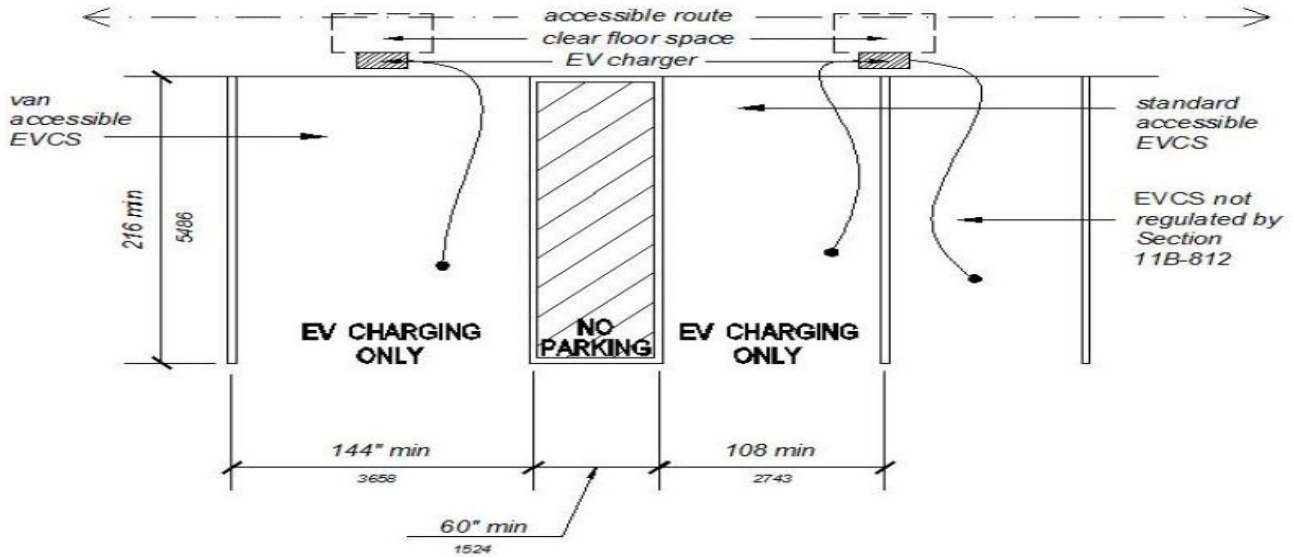 accessible route
clear floor space
EV charger
van
accessible
EVCS
standard
accessible
EVCS
216 min
5486
EVCS not
regulated by
Section
11B-812
EV CHARGING
ONLY
NO
PARKING
EV CHARGING
ONLY
144" min
3658
108 min
2743
60" min
1524